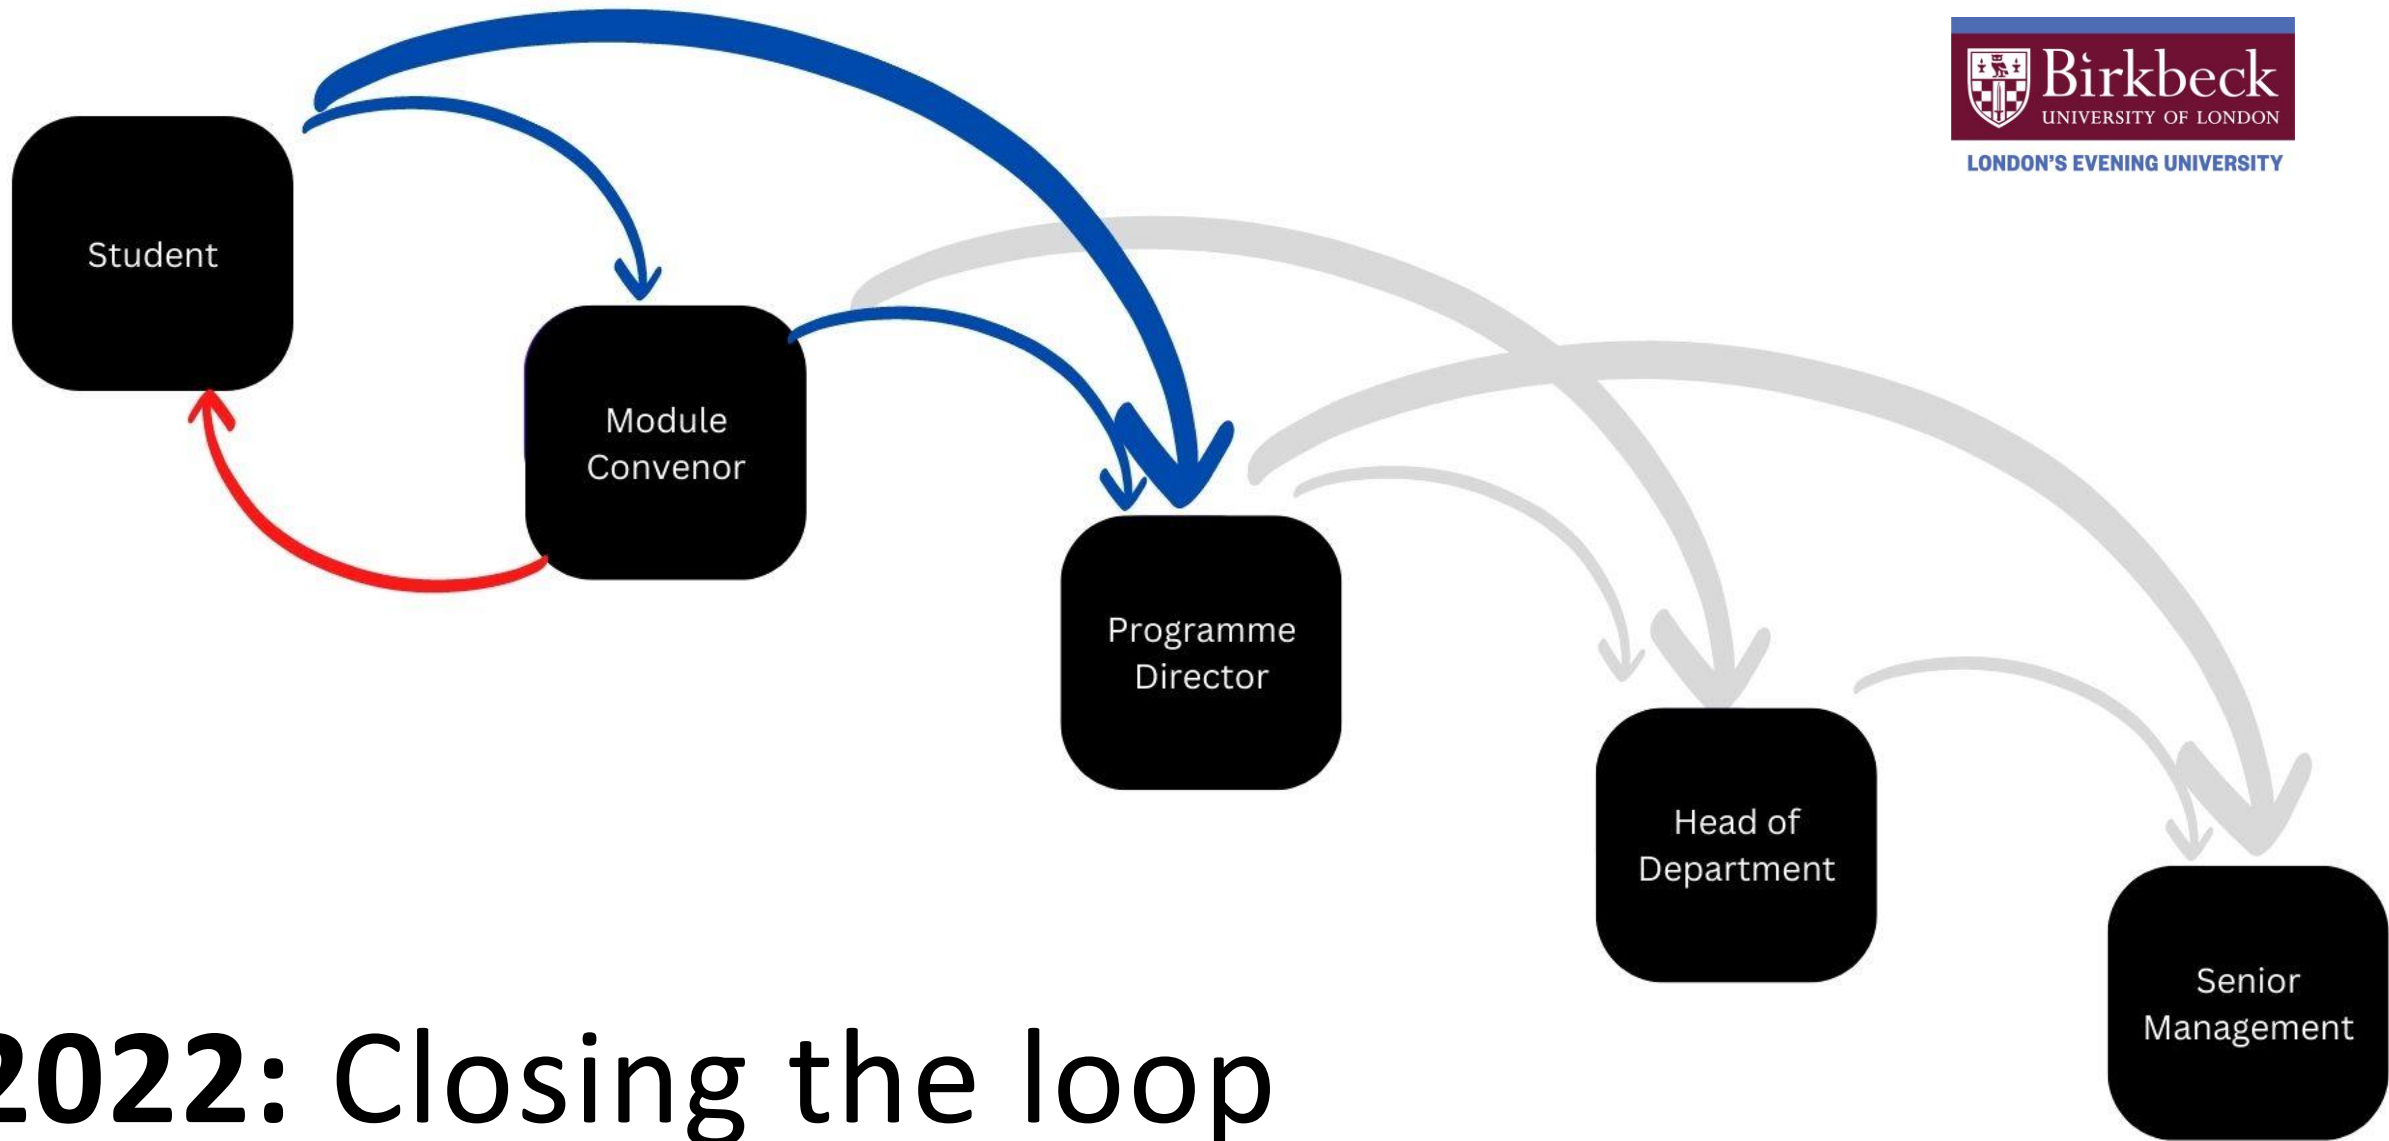 Birkbeck
UNIVERSITY OF LONDON
LONDON'S EVENING UNIVERSITY
Student
Module
Convenor
Programme
Director
Head of
Department
Senior
Management
2022: Closing the loop